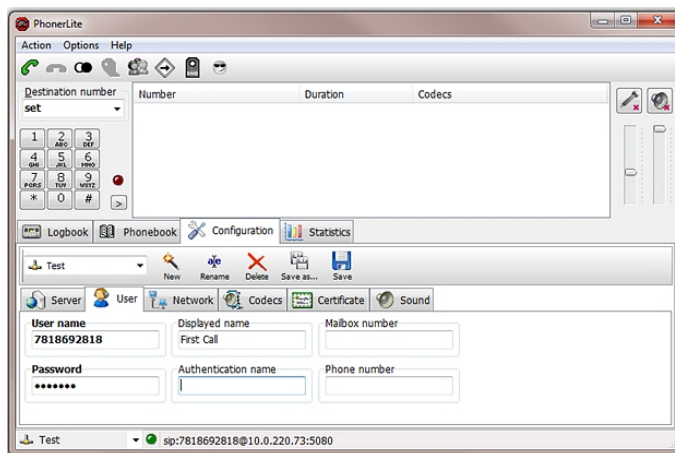 PhonerLite
Action Options Help
Destination number
set
Number Duration Codecs
1 2 ABC 3 DEF
4 GHI 5 JKL 6 MNO
7 PQRS 8 TUV 9 WXYZ
* 0 # >
Logbook Phonebook Configuration Statistics
Test New Rename Delete Save as... Save
Server User Network Codecs Certificate Sound
User name Displayed name Mailbox number
7818692818 First Call
Password Authentication name Phone number
•••••••
Test sip:7818692818@10.0.220.73:5080